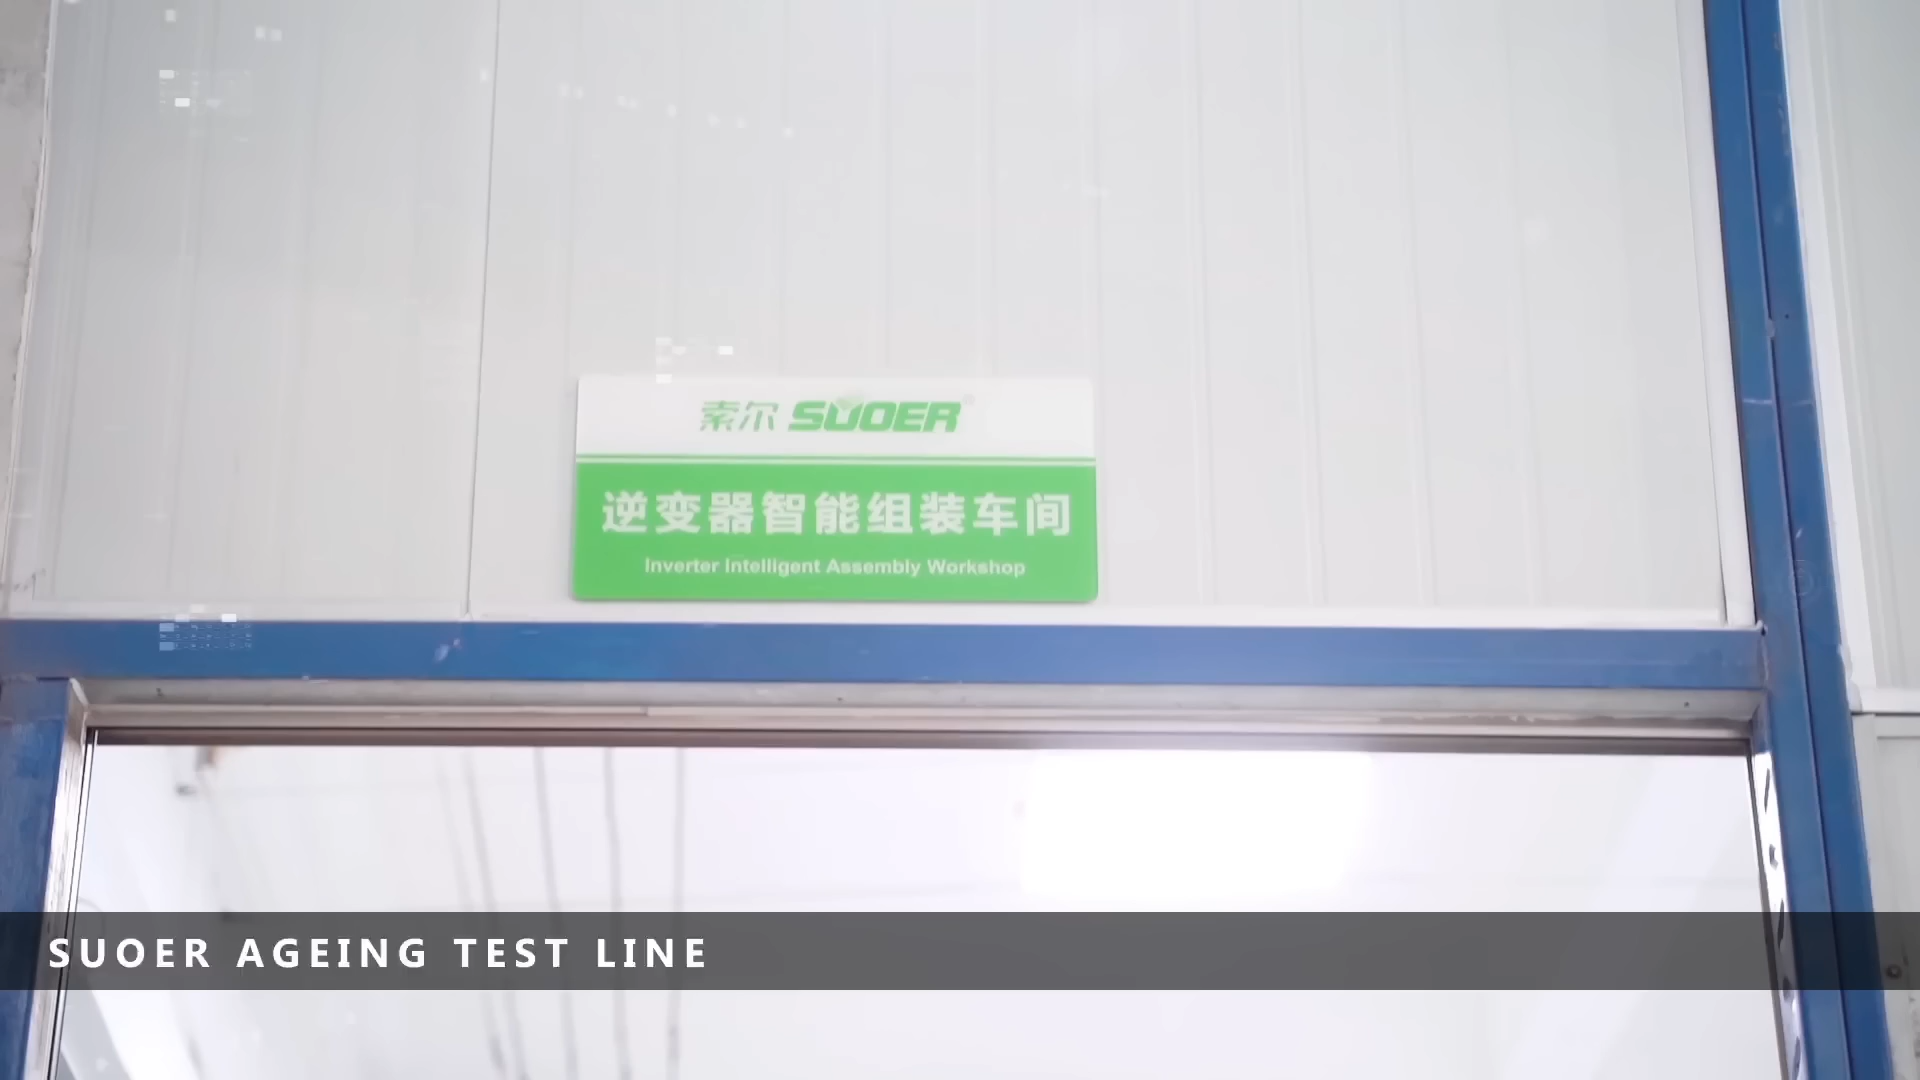 索尔 SUOER
逆变器智能组装车间
Inverter Intelligent Assembly Workshop
SUOER AGEING TEST LINE